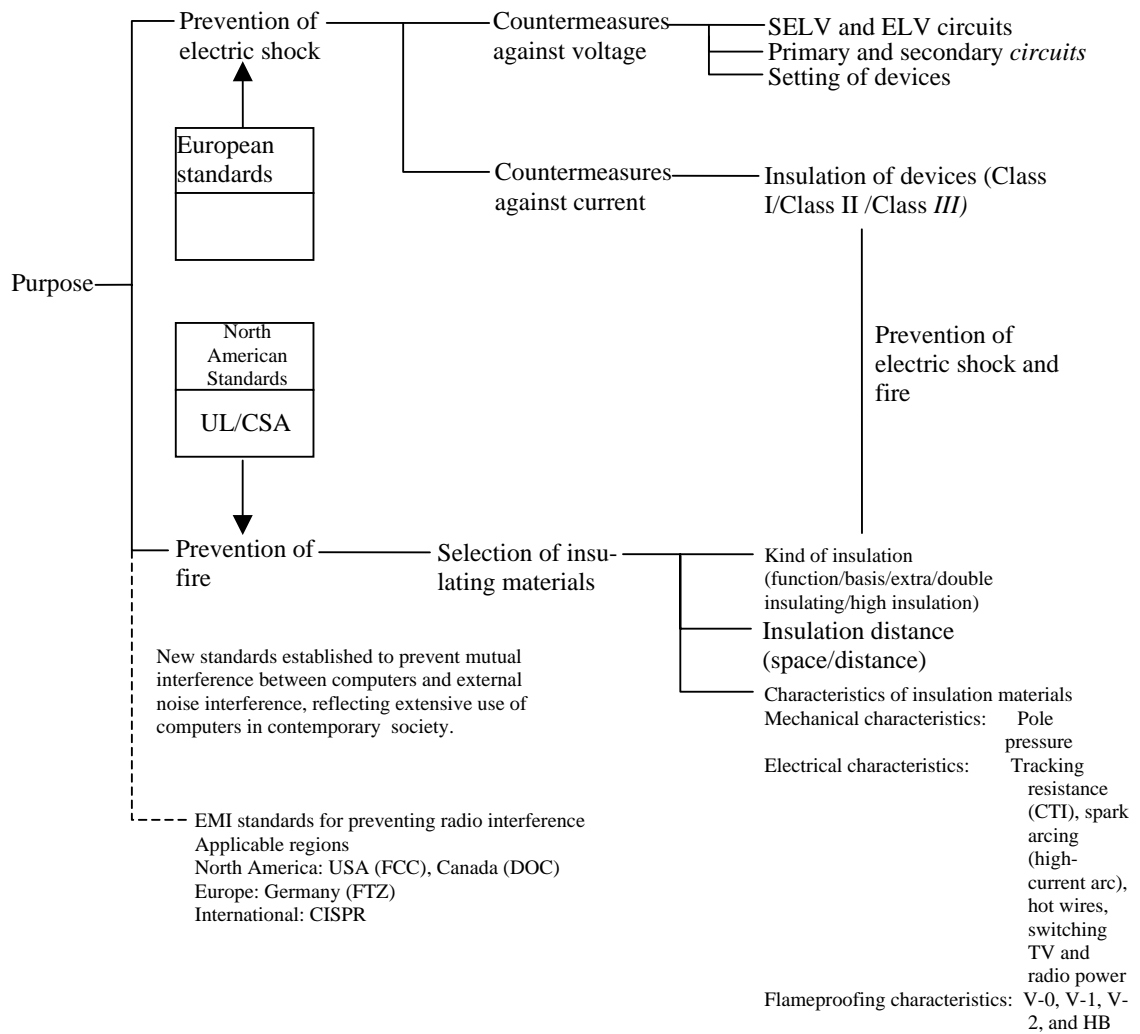 Prevention of
electric shock
Countermeasures
against voltage
SELV and ELV circuits
Primary and secondary circuits
Setting of devices
European
standards
Countermeasures
against current
Insulation of devices (Class
I/Class II /Class III)
Purpose
North
American
Standards
UL/CSA
Prevention of
electric shock and
fire
Prevention of
fire
Selection of insu-
lating materials
Kind of insulation
(function/basis/extra/double
insulating/high insulation)
Insulation distance
(space/distance)
Characteristics of insulation materials
Mechanical characteristics: Pole
pressure
Electrical characteristics: Tracking
resistance
(CTI), spark
arcing
(high-
current arc),
hot wires,
switching
TV and
radio power
Flameproofing characteristics: V-0, V-1, V-
2, and HB
New standards established to prevent mutual
interference between computers and external
noise interference, reflecting extensive use of
computers in contemporary society.
EMI standards for preventing radio interference
Applicable regions
North America: USA (FCC), Canada (DOC)
Europe: Germany (FTZ)
International: CISPR